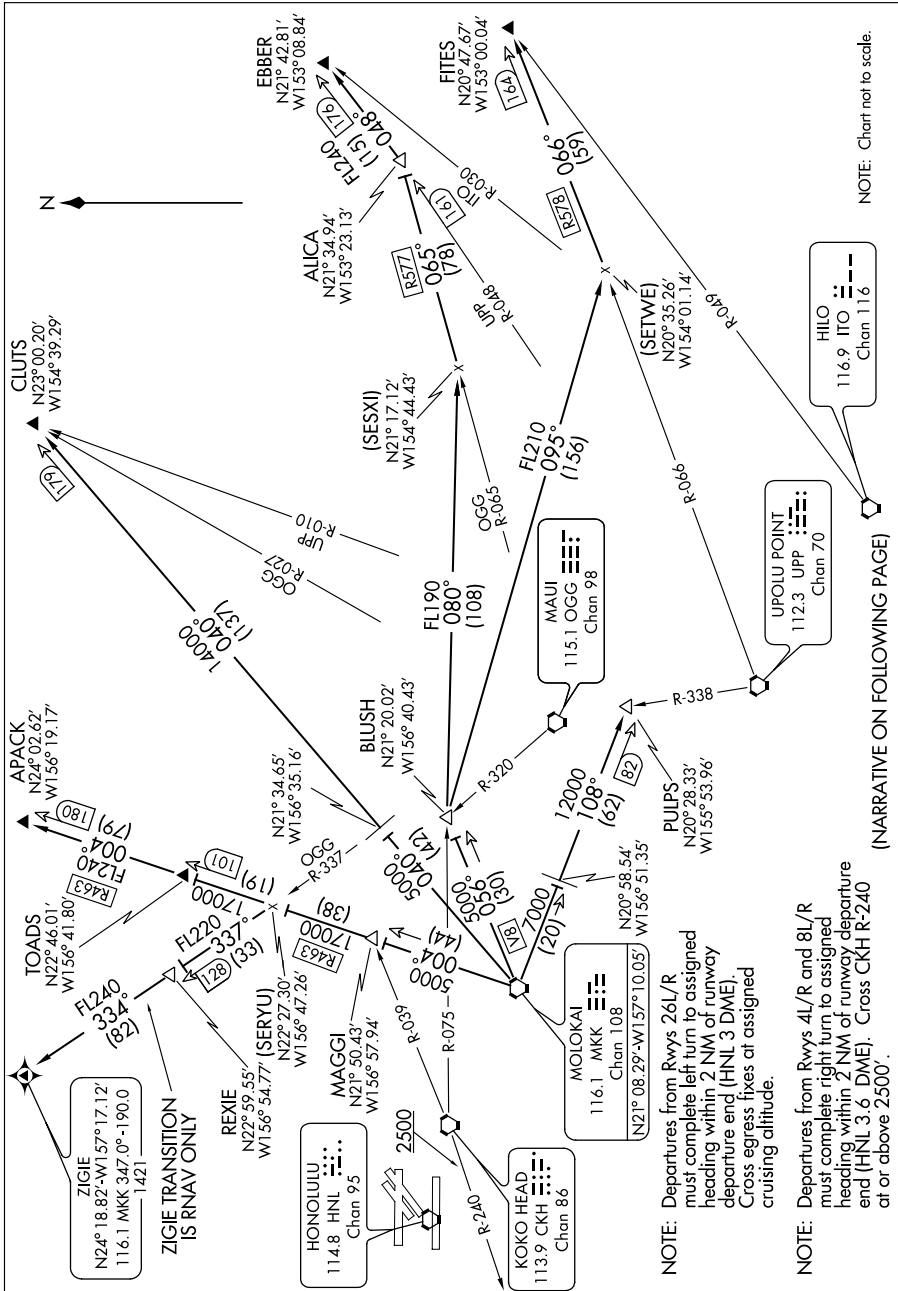 N
CLUTS
N23° 00.20'
W154° 39.29'
EBBER
N21° 42.81'
W153° 08.84'
FITES
N20° 47.67'
W153° 00.04'
ALICA
N21° 34.94'
W153° 23.13'
(SESXI)
N21° 17.12'
W154° 44.43'
(SETWE)
N20° 35.26'
W154° 01.14'
APACK
N24° 02.62'
W156° 19.17'
TOADS
N22° 46.01'
W156° 41.80'
ZIGIE
N24° 18.82'-W157° 17.12'
116.1 MKK 347.0°-190.0
1421
ZIGIE TRANSITION
IS RNAV ONLY
REXIE
N22° 59.55'
W156° 54.77'
(SERYU)
N22° 27.30'
W156° 47.26'
MAGGI
N21° 50.43'
W156° 57.94'
N21° 34.65'
W156° 35.16'
BLUSH
N21° 20.02'
W156° 40.43'
PULPS
N20° 28.33'
W155° 53.96'
N20° 58.54'
W156° 51.35'
HONOLULU
114.8 HNL
Chan 95
KOKO HEAD
113.9 CKH
Chan 86
MOLOKAI
116.1 MKK
Chan 108
N21° 08.29'-W157° 10.05'
MAUI
115.1 OGG
Chan 98
UPOLU POINT
112.3 UPP
Chan 70
HILO
116.9 ITO
Chan 116
FL240
334°
(82)
128
FL220
337°
(33)
180
R463
FL240
004°
(79)
101
17000
(19)
R463
17000
(38)
5000
004°
(44)
OGG
R-337
179
14000
040°
(137)
OGG
R-027
UPP
R-010
5000
040°
(42)
5000
056°
(30)
V8
7000
(20)
12000
108°
(62)
82
FL190
080°
(108)
OGG
R-065
R577
065°
(78)
161
UPP
R-048
FL240
(15)
048°
176
ITO
R-030
FL210
095°
(156)
R578
066°
(59)
164
R-049
R-066
R-338
R-320
R-039
R-075
R-240
2500
NOTE: Departures from Rwys 26L/R
must complete left turn to assigned
heading within 2 NM of runway
departure end (HNL 3 DME).
Cross egress fixes at assigned
cruising altitude.
NOTE: Departures from Rwys 4L/R and 8L/R
must complete right turn to assigned
heading within 2 NM of runway departure
end (HNL 3.6 DME). Cross CKH R-240
at or above 2500'.
(NARRATIVE ON FOLLOWING PAGE)
NOTE: Chart not to scale.